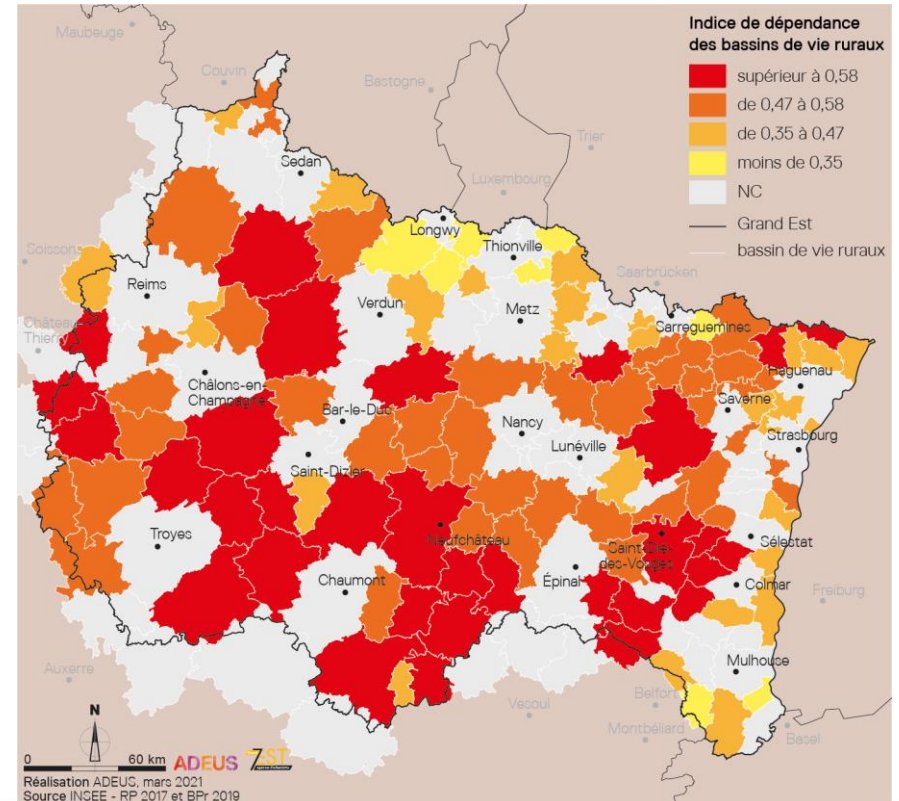 Indice de dépendance
des bassins de vie ruraux
supérieur à 0,58
de 0,47 à 0,58
de 0,35 à 0,47
moins de 0,35
NC
Grand Est
bassin de vie ruraux
Maubeuge
Couvin
Bastogne
Trier
Sedan
Luxembourg
Longwy
Thionville
Soissons
Saarbrücken
Reims
Verdun
Metz
Sarreguemines
Château-
Thierry
Châlons-en-
Champagne
Haguenau
Bar-le-Duc
Saverne
Nancy
Strasbourg
Lunéville
Saint-Dizier
Troyes
Neufchâteau
Saint-Dié-
des-Vosges
Sélestat
Chaumont
Épinal
Colmar
Freiburg
Auxerre
Mulhouse
Vesoul
Belfort
Montbéliard
Basel
N
0 60 km ADEUS
Réalisation ADEUS, mars 2021
Source INSEE - RP 2017 et BPr 2019